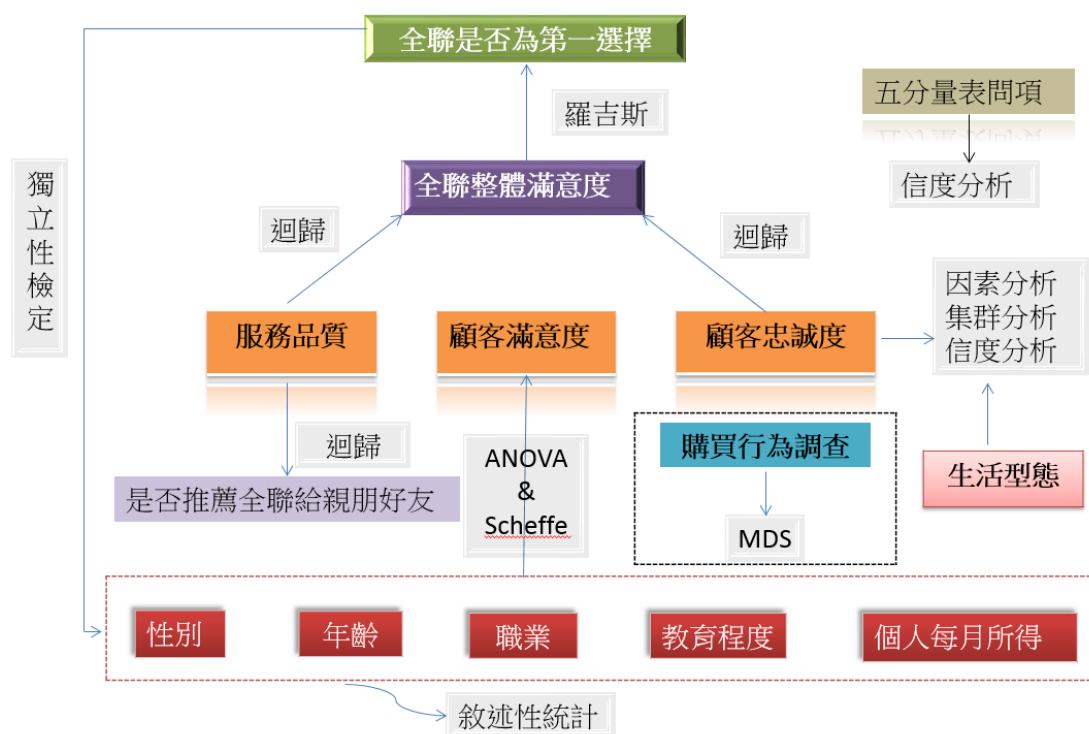 全聯是否為第一選擇
羅吉斯
五分量表問項
獨立性檢定
全聯整體滿意度
信度分析
迴歸
迴歸
服務品質
顧客滿意度
顧客忠誠度
因素分析
集群分析
信度分析
迴歸
ANOVA
&
Scheffe
購買行為調查
生活型態
是否推薦全聯給親朋好友
MDS
性別
年齡
職業
教育程度
個人每月所得
敘述性統計